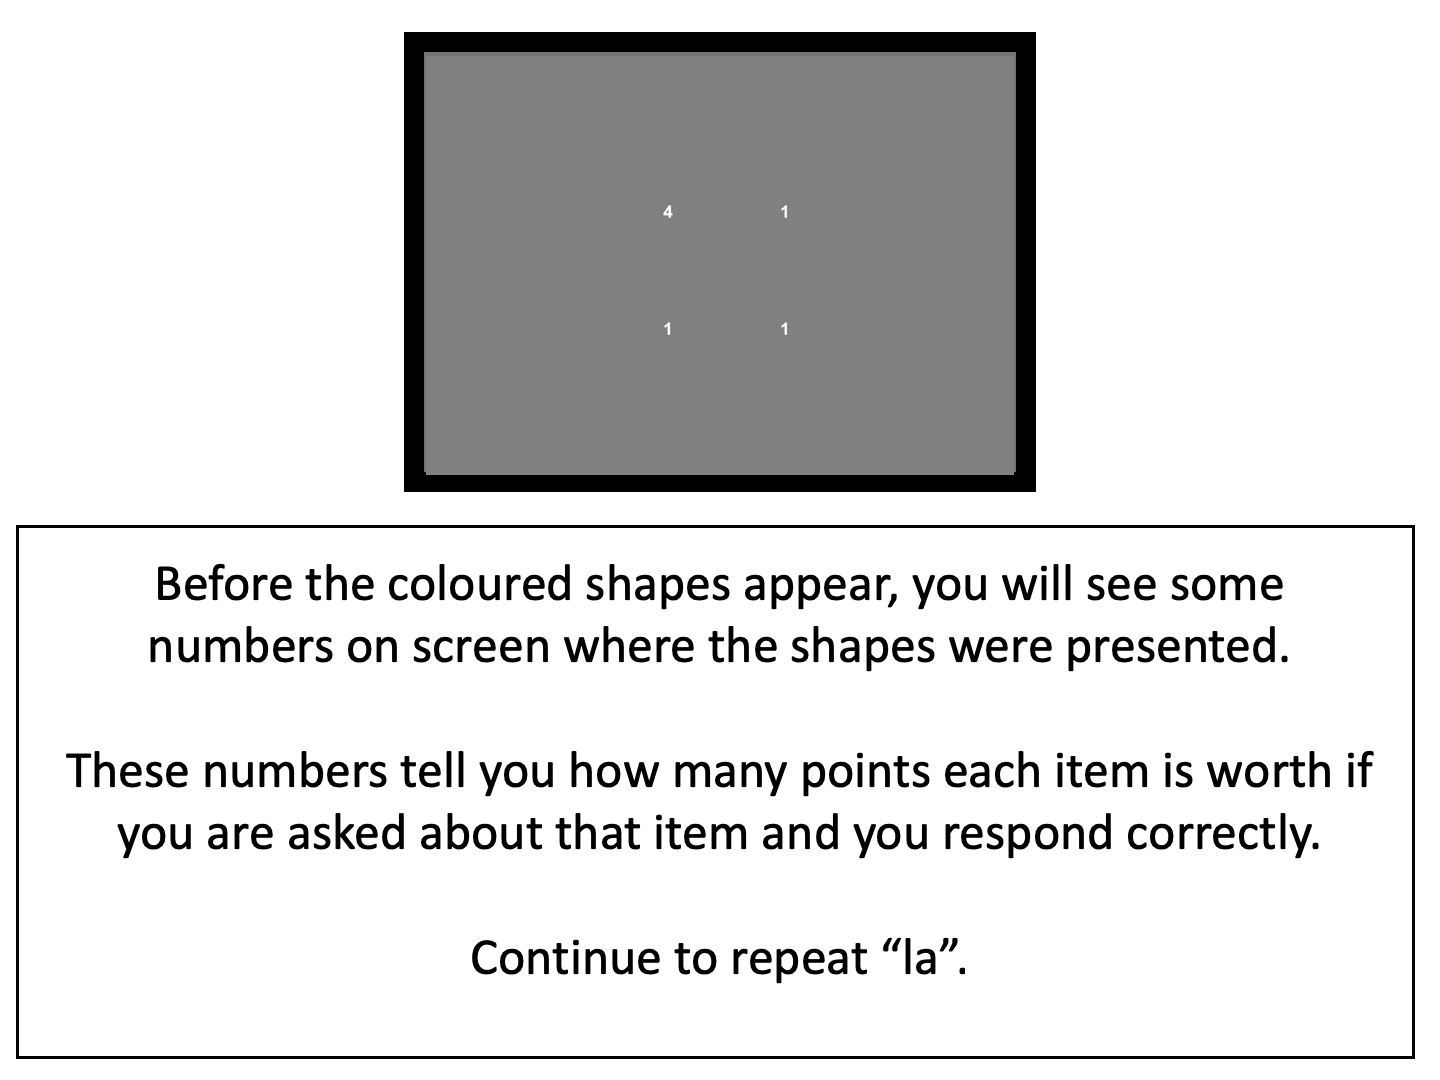 4 1
1 1
Before the coloured shapes appear, you will see some
numbers on screen where the shapes were presented.
These numbers tell you how many points each item is worth if
you are asked about that item and you respond correctly.
Continue to repeat “la”.